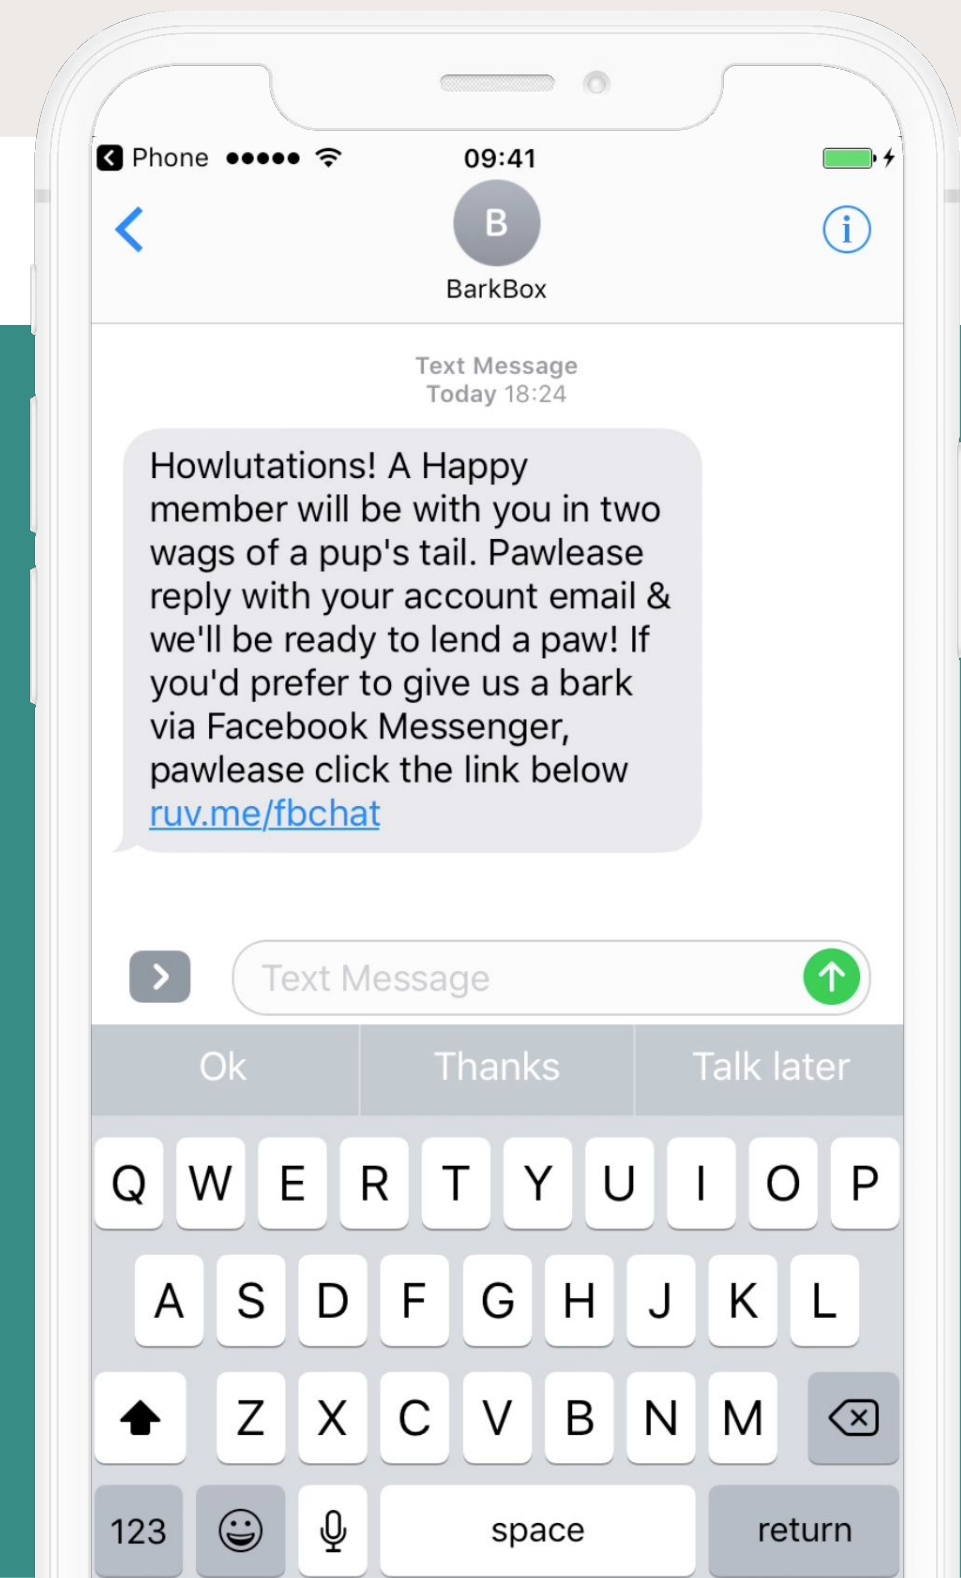 Phone 09:41
B
BarkBox
Text Message
Today 18:24
Howlutations! A Happy
member will be with you in two
wags of a pup's tail. Pawlease
reply with your account email &
we'll be ready to lend a paw! If
you'd prefer to give us a bark
via Facebook Messenger,
pawlease click the link below
ruv.me/fbchat
Text Message
Ok Thanks Talk later
Q W E R T Y U I O P
A S D F G H J K L
Z X C V B N M
123 space return